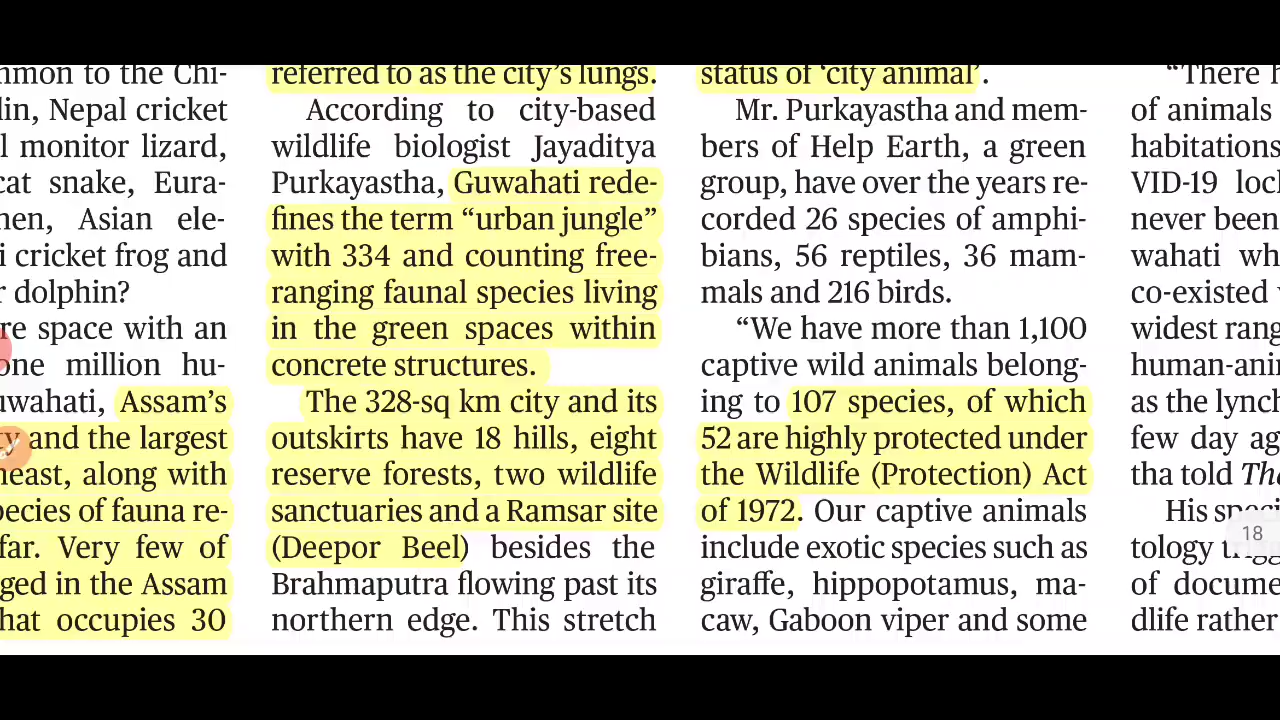 mmon to the Chi-
lin, Nepal cricket
l monitor lizard,
cat snake, Eura-
hen, Asian ele-
i cricket frog and
r dolphin?
re space with an
one million hu-
uwahati, Assam's
and the largest
heast, along with
pecies of fauna re-
far. Very few of
ged in the Assam
hat occupies 30
referred to as the city's lungs.
According to city-based
wildlife biologist Jayaditya
Purkayastha, Guwahati rede-
fines the term “urban jungle”
with 334 and counting free-
ranging faunal species living
in the green spaces within
concrete structures.
The 328-sq km city and its
outskirts have 18 hills, eight
reserve forests, two wildlife
sanctuaries and a Ramsar site
(Deepor Beel) besides the
Brahmaputra flowing past its
northern edge. This stretch
status of ‘city animal’.
Mr. Purkayastha and mem-
bers of Help Earth, a green
group, have over the years re-
corded 26 species of amphi-
bians, 56 reptiles, 36 mam-
mals and 216 birds.
“We have more than 1,100
captive wild animals belong-
ing to 107 species, of which
52 are highly protected under
the Wildlife (Protection) Act
of 1972. Our captive animals
include exotic species such as
giraffe, hippopotamus, ma-
caw, Gaboon viper and some
“There h
of animals
habitations
VID-19 loc
never been
wahati wh
co-existed
widest rang
human-ani
as the lynch
few day ag
tha told Th
His
tology
of docume
dlife rather
18